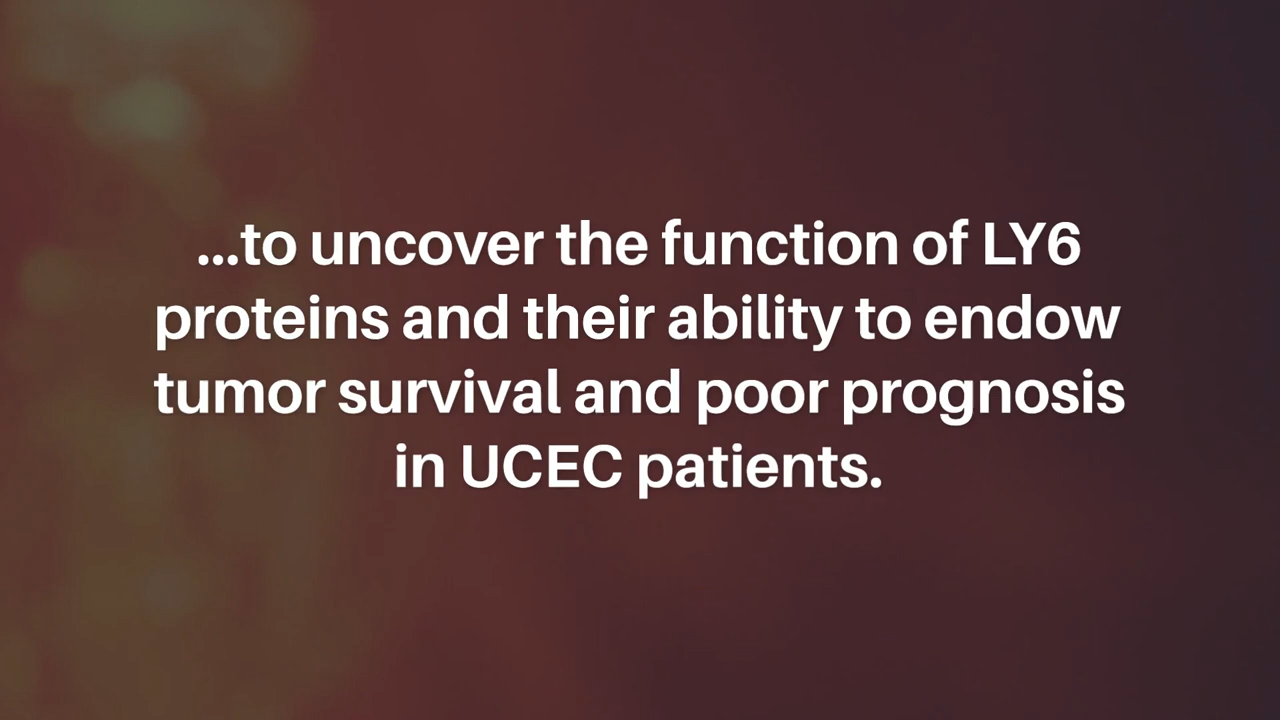 ...to uncover the function of LY6
proteins and their ability to endow
tumor survival and poor prognosis
in UCEC patients.